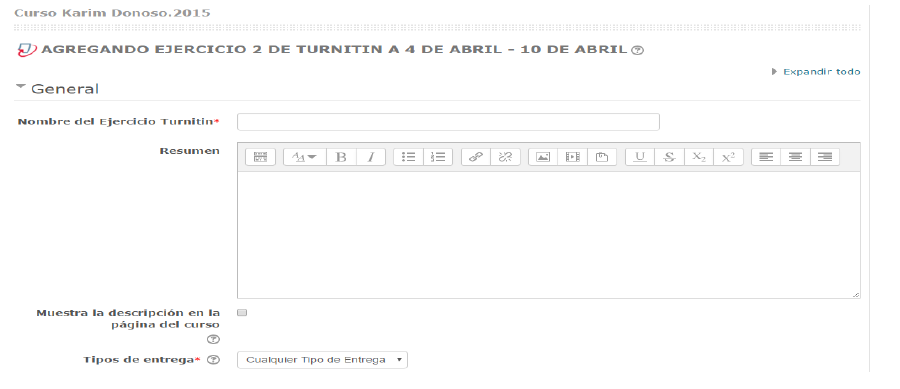 Curso Karim Donoso.2015
AGREGANDO EJERCICIO 2 DE TURNITIN A 4 DE ABRIL - 10 DE ABRIL
Expandir todo
General
Nombre del Ejercicio Turnitin*
Resumen
B I U S X₂ X²
Muestra la descripción en la
página del curso
Tipos de entrega* Cualquier Tipo de Entrega